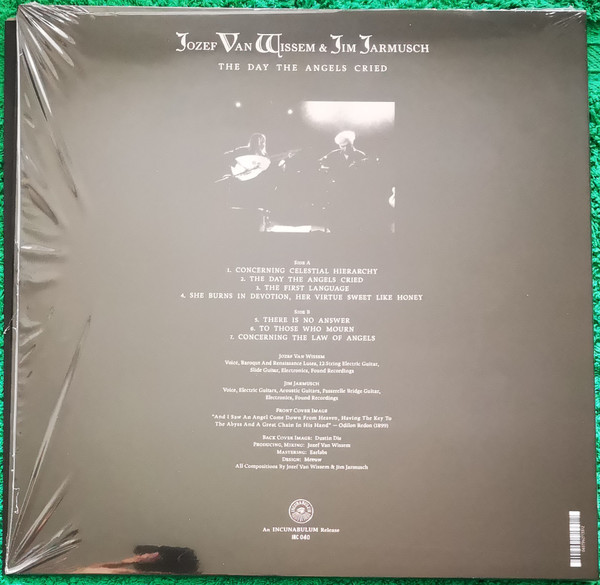 Jozef Van Wissem & Jim Jarmusch
THE DAY THE ANGELS CRIED
Side A
1. CONCERNING CELESTIAL HIERARCHY
2. THE DAY THE ANGELS CRIED
3. THE FIRST LANGUAGE
4. SHE BURNS IN DEVOTION, HER VIRTUE SWEET LIKE HONEY
Side B
5. THERE IS NO ANSWER
6. TO THOSE WHO MOURN
7. CONCERNING THE LAW OF ANGELS
Jozef Van Wissem
Voice, Baroque And Renaissance Lutes, 12-String Electric Guitar,
Slide Guitar, Electronics, Found Recordings
Jim Jarmusch
Voice, Electric Guitars, Acoustic Guitars, Fusserelle Bridge Guitar,
Electronics, Found Recordings
Front Cover Image
"And I Saw An Angel Come Down From Heaven, Having The Key To
The Abyss And A Great Chain In His Hand" — Odilon Redon (1899)
Back Cover Image: Dustin Dis
Producing, Mixing: Jozef Van Wissem
Mastering:
Design:
All Compositions by Jozef Van Wissem & Jim Jarmusch
INCUNABULUM
An INCUNABULUM Release
INC 040